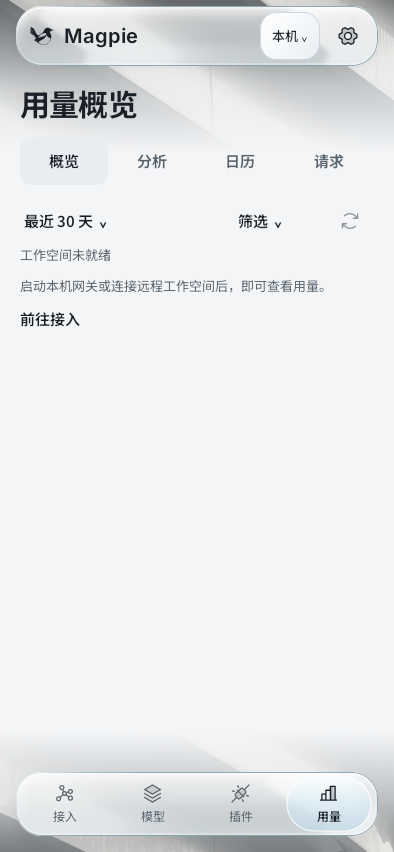 Magpie
本机
用量概览
概览 分析 日历 请求
最近 30 天 筛选
工作空间未就绪
启动本机网关或连接远程工作空间后，即可查看用量。
前往接入
接入 模型 插件 用量